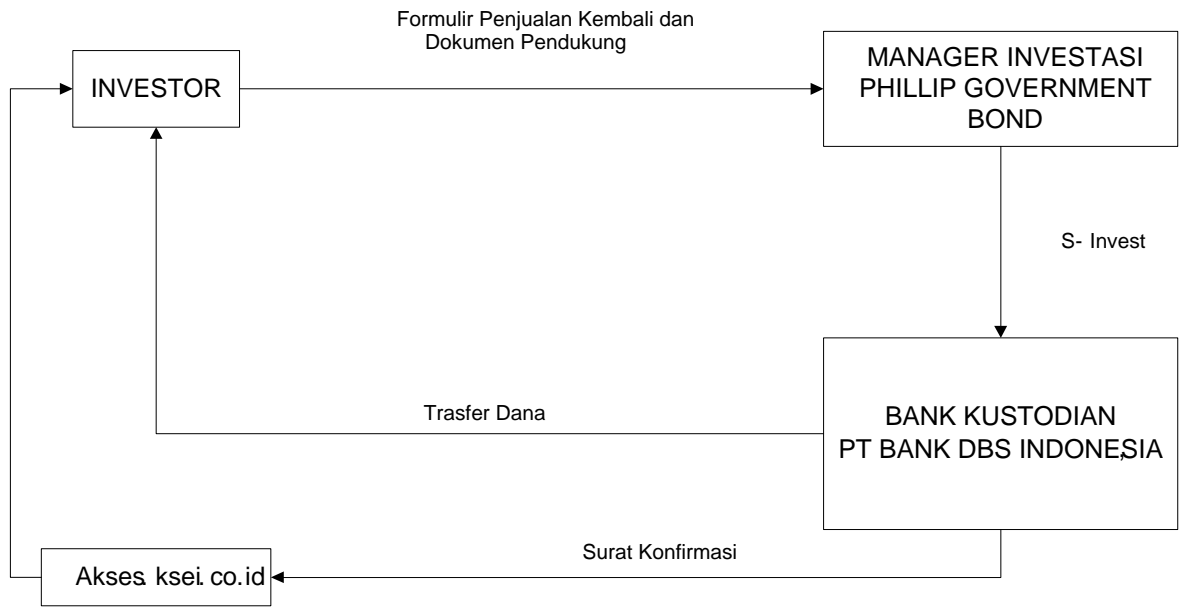 Formulir Penjualan Kembali dan
Dokumen Pendukung
INVESTOR
MANAGER INVESTASI
PHILLIP GOVERNMENT
BOND
S- Invest
Trasfer Dana
BANK KUSTODIAN
PT BANK DBS INDONESIA,
Surat Konfirmasi
Akses. ksei. co.id